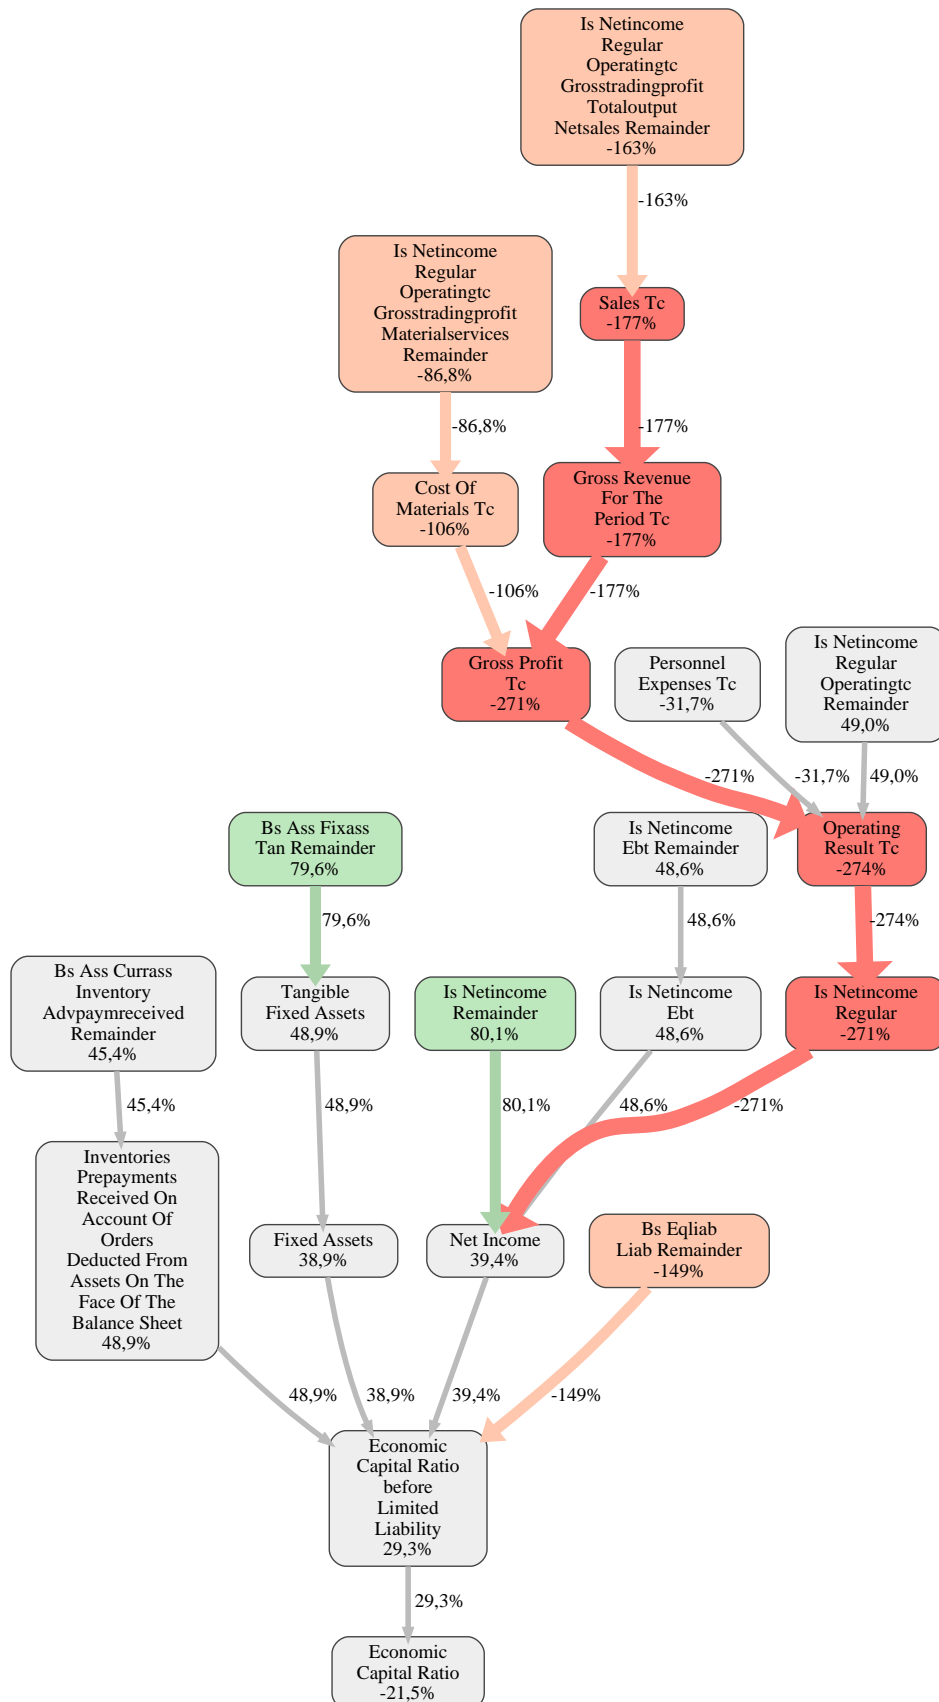 Is Netincome
Regular
Operatingtc
Grosstradingprofit
Totaloutput
Netsales Remainder
-163%
-163%
Is Netincome
Regular
Operatingtc
Grosstradingprofit
Materialservices
Remainder
-86,8%
Sales Tc
-177%
-86,8%
-177%
Cost Of
Materials Tc
-106%
Gross Revenue
For The
Period Tc
-177%
-106%
-177%
Gross Profit
Tc
-271%
Personnel
Expenses Tc
-31,7%
Is Netincome
Regular
Operatingtc
Remainder
49,0%
-271%
-31,7%
49,0%
Bs Ass Fixass
Tan Remainder
79,6%
Is Netincome
Ebt Remainder
48,6%
Operating
Result Tc
-274%
79,6%
48,6%
-274%
Bs Ass Currass
Inventory
Advpaymreceived
Remainder
45,4%
Tangible
Fixed Assets
48,9%
Is Netincome
Remainder
80,1%
Is Netincome
Ebt
48,6%
Is Netincome
Regular
-271%
45,4%
48,9%
80,1%
48,6%
-271%
Inventories
Prepayments
Received On
Account Of
Orders
Deducted From
Assets On The
Face Of The
Balance Sheet
48,9%
Fixed Assets
38,9%
Net Income
39,4%
Bs Eqliab
Liab Remainder
-149%
48,9%
38,9%
39,4%
-149%
Economic
Capital Ratio
before
Limited
Liability
29,3%
29,3%
Economic
Capital Ratio
-21,5%